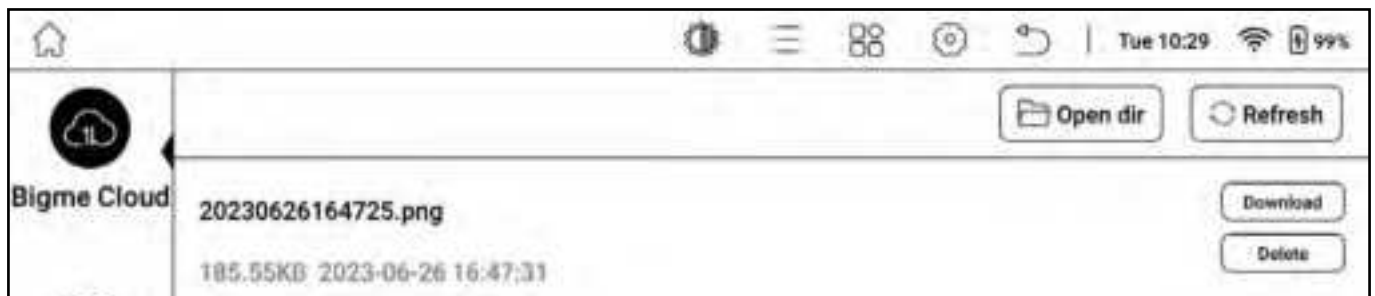 Tue 10:29 99%
Open dir Refresh
Bigme Cloud
20230626164725.png
Download
185.55KB 2023-06-26 16:47:31
Delete